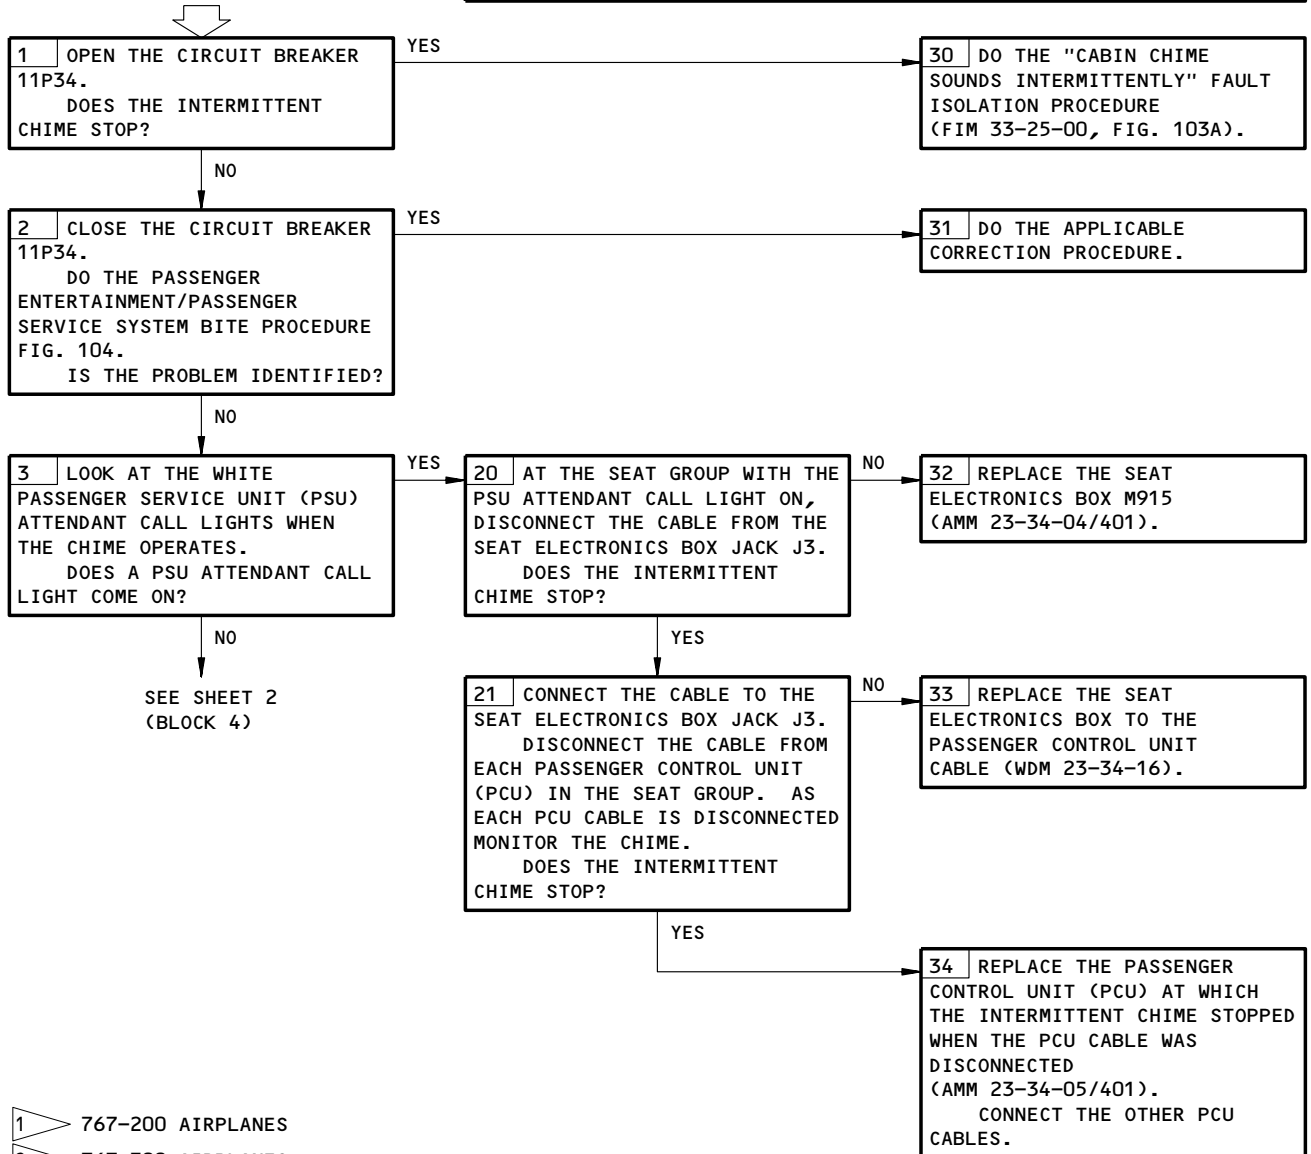 1 OPEN THE CIRCUIT BREAKER
11P34.
DOES THE INTERMITTENT
CHIME STOP?
YES
30 DO THE "CABIN CHIME
SOUNDS INTERMITTENTLY" FAULT
ISOLATION PROCEDURE
(FIM 33-25-00, FIG. 103A).
NO
2 CLOSE THE CIRCUIT BREAKER
11P34.
DO THE PASSENGER
ENTERTAINMENT/PASSENGER
SERVICE SYSTEM BITE PROCEDURE
FIG. 104.
IS THE PROBLEM IDENTIFIED?
YES
31 DO THE APPLICABLE
CORRECTION PROCEDURE.
NO
3 LOOK AT THE WHITE
PASSENGER SERVICE UNIT (PSU)
ATTENDANT CALL LIGHTS WHEN
THE CHIME OPERATES.
DOES A PSU ATTENDANT CALL
LIGHT COME ON?
YES
20 AT THE SEAT GROUP WITH THE
PSU ATTENDANT CALL LIGHT ON,
DISCONNECT THE CABLE FROM THE
SEAT ELECTRONICS BOX JACK J3.
DOES THE INTERMITTENT
CHIME STOP?
NO
32 REPLACE THE SEAT
ELECTRONICS BOX M915
(AMM 23-34-04/401).
NO
SEE SHEET 2
(BLOCK 4)
YES
21 CONNECT THE CABLE TO THE
SEAT ELECTRONICS BOX JACK J3.
DISCONNECT THE CABLE FROM
EACH PASSENGER CONTROL UNIT
(PCU) IN THE SEAT GROUP. AS
EACH PCU CABLE IS DISCONNECTED
MONITOR THE CHIME.
DOES THE INTERMITTENT
CHIME STOP?
NO
33 REPLACE THE SEAT
ELECTRONICS BOX TO THE
PASSENGER CONTROL UNIT
CABLE (WDM 23-34-16).
YES
34 REPLACE THE PASSENGER
CONTROL UNIT (PCU) AT WHICH
THE INTERMITTENT CHIME STOPPED
WHEN THE PCU CABLE WAS
DISCONNECTED
(AMM 23-34-05/401).
CONNECT THE OTHER PCU
CABLES.
1 767-200 AIRPLANES